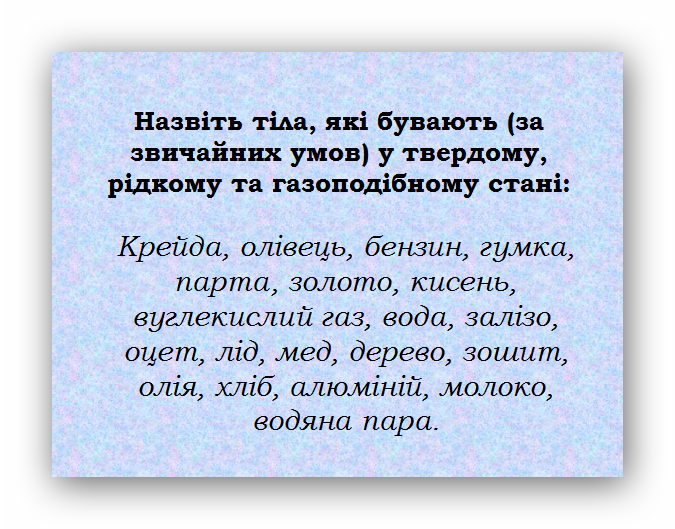 Назвіть тіла, які бувають (за
звичайних умов) у твердому,
рідкому та газоподібному стані:
Крейда, олівець, бензин, гумка,
парта, золото, кисень,
вуглекислий газ, вода, залізо,
оцет, лід, мед, дерево, зошит,
олія, хліб, алюміній, молоко,
водяна пара.